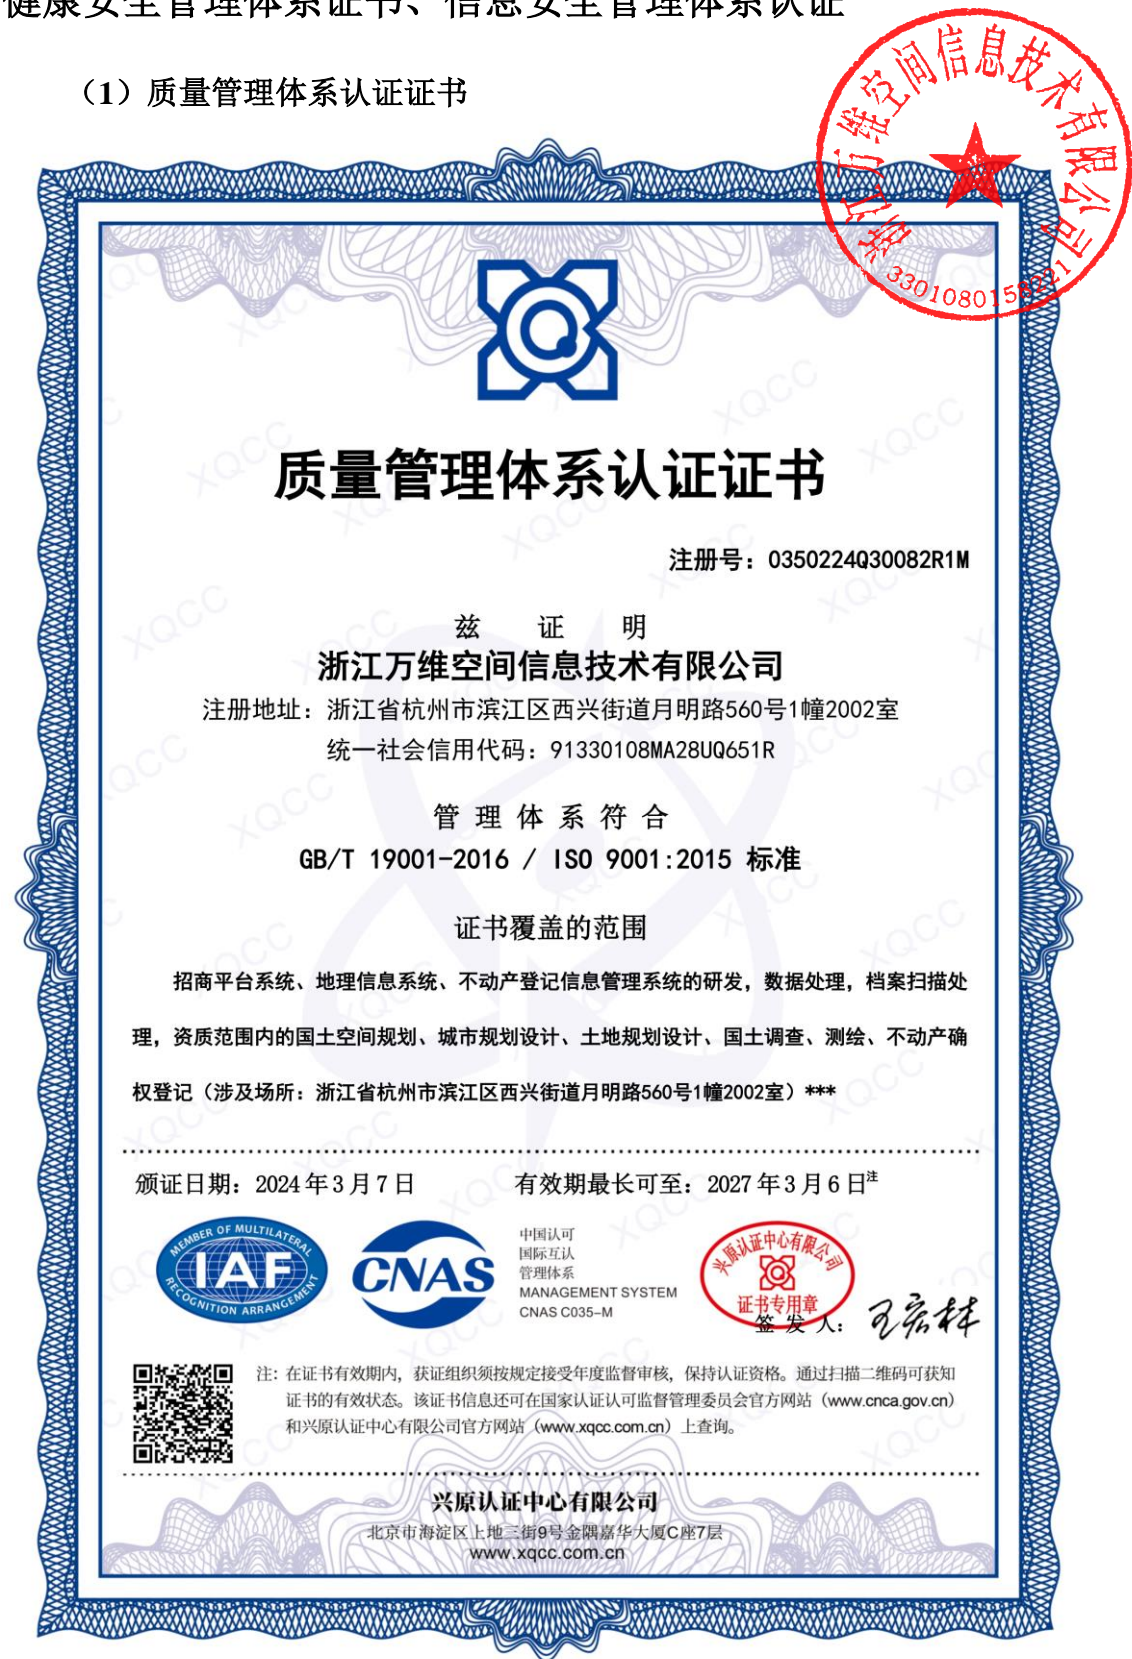 健康安全管理体系证书、信息安全管理体系认证
（1）质量管理体系认证证书
浙江万维空间信息技术有限公司
3301080158221
质量管理体系认证证书
注册号：0350224Q30082R1M
兹 证 明
浙江万维空间信息技术有限公司
注册地址：浙江省杭州市滨江区西兴街道月明路560号1幢2002室
统一社会信用代码：91330108MA28UQ651R
管 理 体 系 符 合
GB/T 19001-2016 / ISO 9001:2015 标准
证书覆盖的范围
招商平台系统、地理信息系统、不动产登记信息管理系统的研发，数据处理，档案扫描处
理，资质范围内的国土空间规划、城市规划设计、土地规划设计、国土调查、测绘、不动产确
权登记（涉及场所：浙江省杭州市滨江区西兴街道月明路560号1幢2002室）***
颁证日期：2024年3月7日 有效期最长可至：2027年3月6日注
MEMBER OF MULTILATERAL
IAF
RECOGNITION ARRANGEMENT
CNAS
中国认可
国际互认
管理体系
MANAGEMENT SYSTEM
CNAS C035-M
兴原认证中心有限公司
证书专用章
签 发 人：王宏林
注：在证书有效期内，获证组织须按规定接受年度监督审核，保持认证资格。通过扫描二维码可获知
证书的有效状态。该证书信息还可在国家认证认可监督管理委员会官方网站（www.cnca.gov.cn）
和兴原认证中心有限公司官方网站（www.xqcc.com.cn）上查询。
兴原认证中心有限公司
北京市海淀区上地三街9号金隅嘉华大厦C座7层
www.xqcc.com.cn